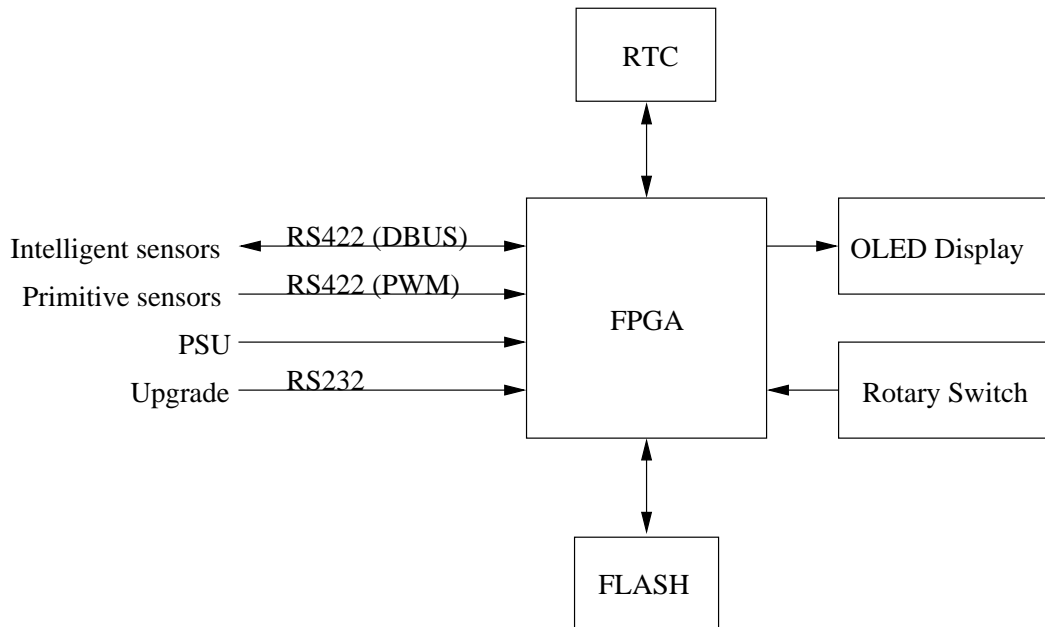 RTC
Intelligent sensors
RS422 (DBUS)
Primitive sensors
RS422 (PWM)
PSU
Upgrade
RS232
FPGA
OLED Display
Rotary Switch
FLASH